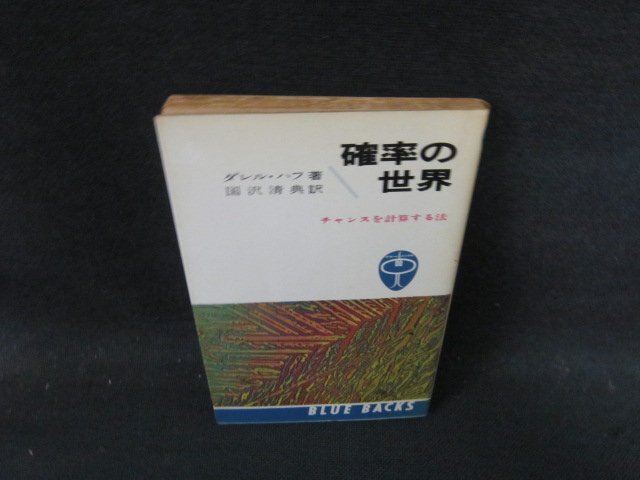 確率の
世界
ダレル・ハフ著
国沢清典訳
チャンスを計算する法
BLUE BACKS